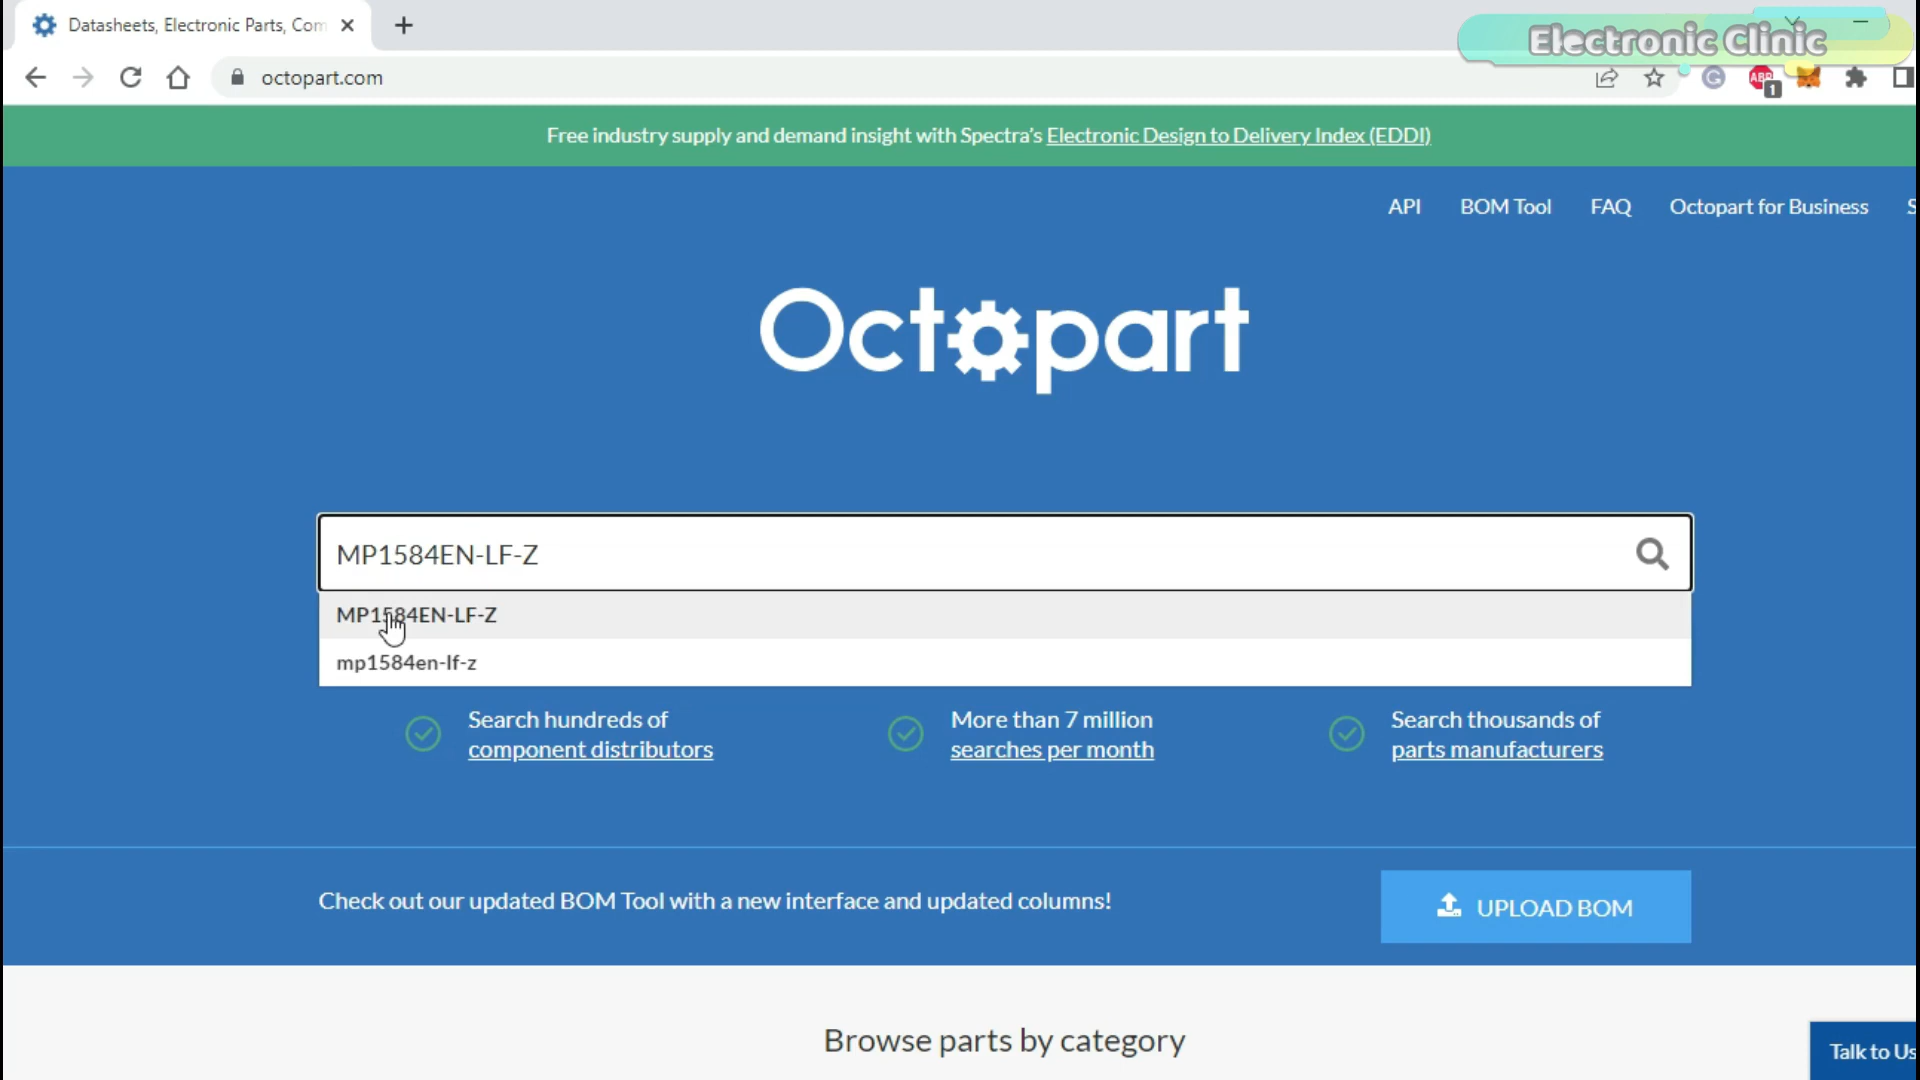 Datasheets, Electronic Parts, Com
Electronic Clinic
octopart.com
ABP
1
Free industry supply and demand insight with Spectra's Electronic Design to Delivery Index (EDDI)
API BOM Tool FAQ Octopart for Business S
Octopart
MP1584EN-LF-Z
MP1584EN-LF-Z
mp1584en-lf-z
Search hundreds of
component distributors
More than 7 million
searches per month
Search thousands of
parts manufacturers
Check out our updated BOM Tool with a new interface and updated columns!
UPLOAD BOM
Browse parts by category
Talk to Us